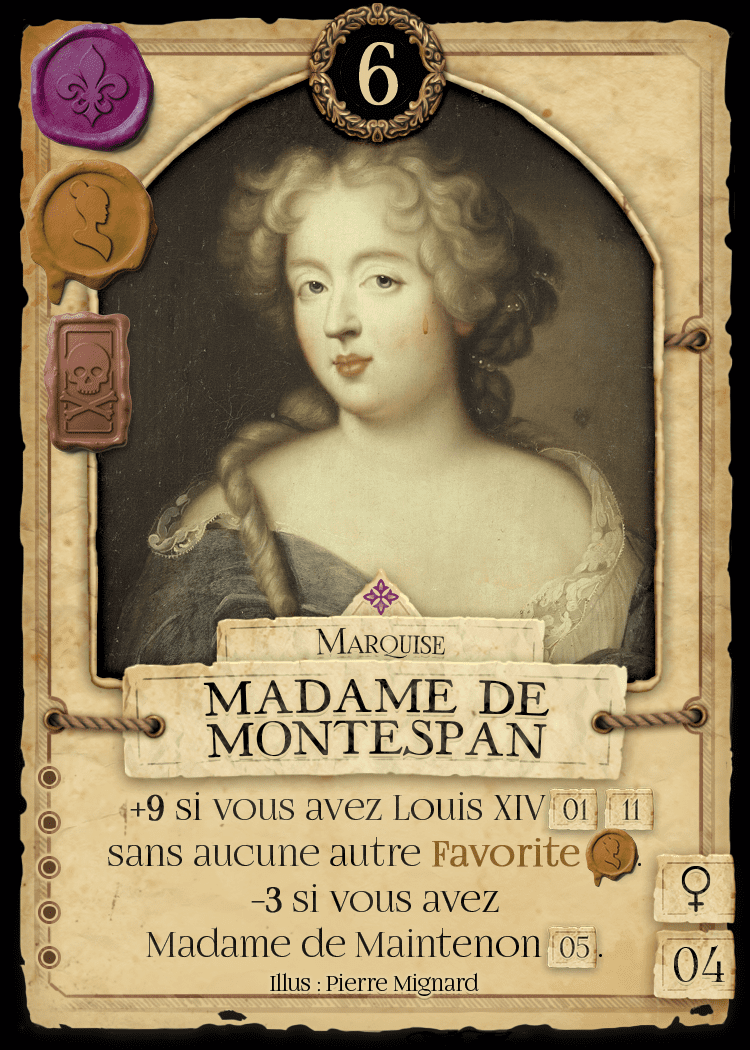 6
Marquise
MADAME DE
MONTESPAN
+9 si vous avez Louis XIV 01 11
sans aucune autre Favorite .
-3 si vous avez
Madame de Maintenon 05.
Illus : Pierre Mignard
♀
04